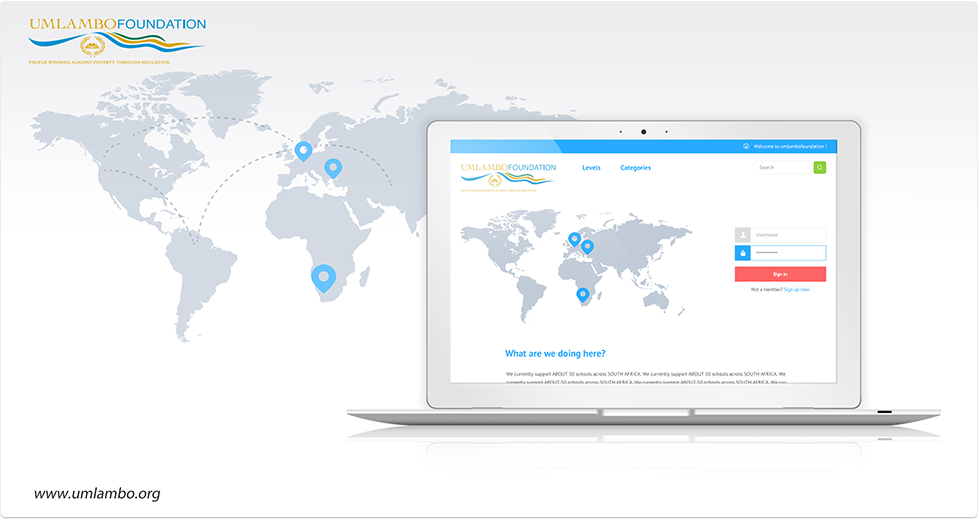 UMLAMBOFOUNDATION
PEOPLE WORKING AGAINST POVERTY THROUGH EDUCATION
Welcome to umlambofoundation !
UMLAMBOFOUNDATION
Levels
Categories
Search
Username
Sign in
Not a member? Sign up now
What are we doing here?
We currently support ABOUT 50 schools across SOUTH AFRICA. We currently support ABOUT 50 schools across SOUTH AFRICA. We
currently support ABOUT 50 schools across SOUTH AFRICA. We currently support ABOUT 50 schools across SOUTH AFRICA. We cur-
www.umlambo.org